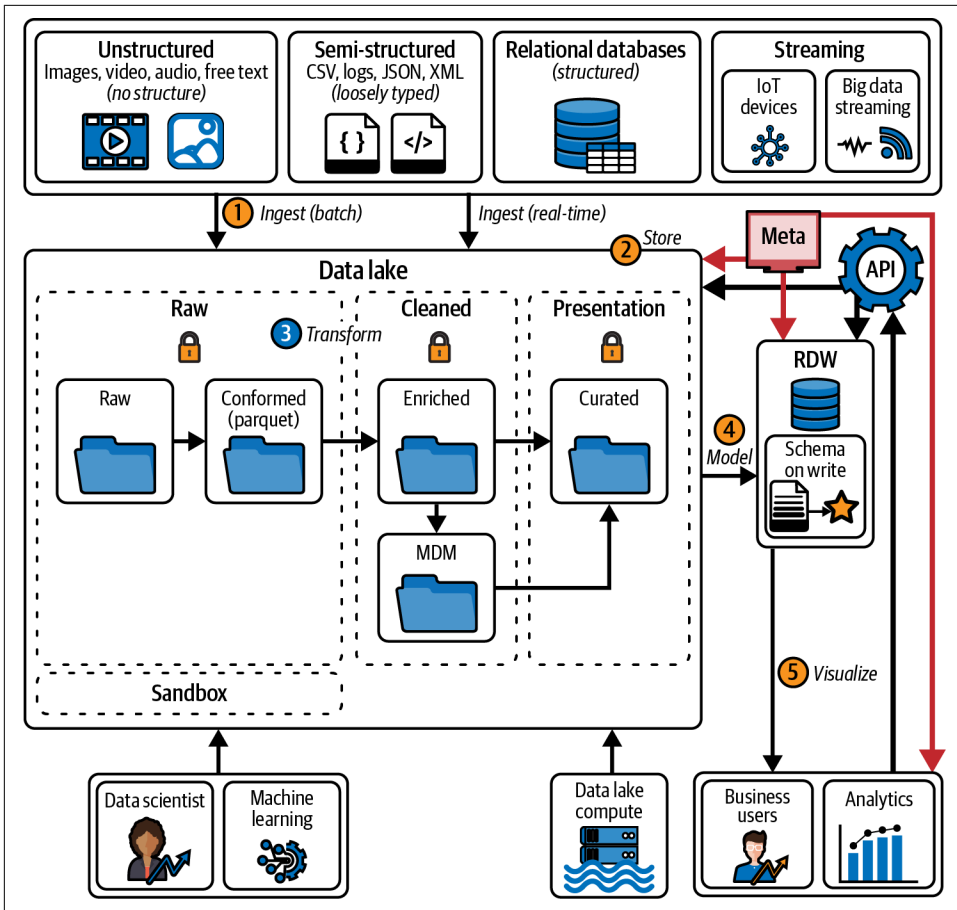 Unstructured
Images, video, audio, free text
(no structure)
Semi-structured
CSV, logs, JSON, XML
(loosely typed)
{ }
</>
Relational databases
(structured)
Streaming
IoT
devices
Big data
streaming
1 Ingest (batch)
Ingest (real-time)
2 Store
Meta
API
Data lake
Raw
3 Transform
Cleaned
Presentation
Raw
Conformed
(parquet)
Enriched
Curated
MDM
Sandbox
4
Model
RDW
Schema
on write
5 Visualize
Data scientist
Machine
learning
Data lake
compute
Business
users
Analytics